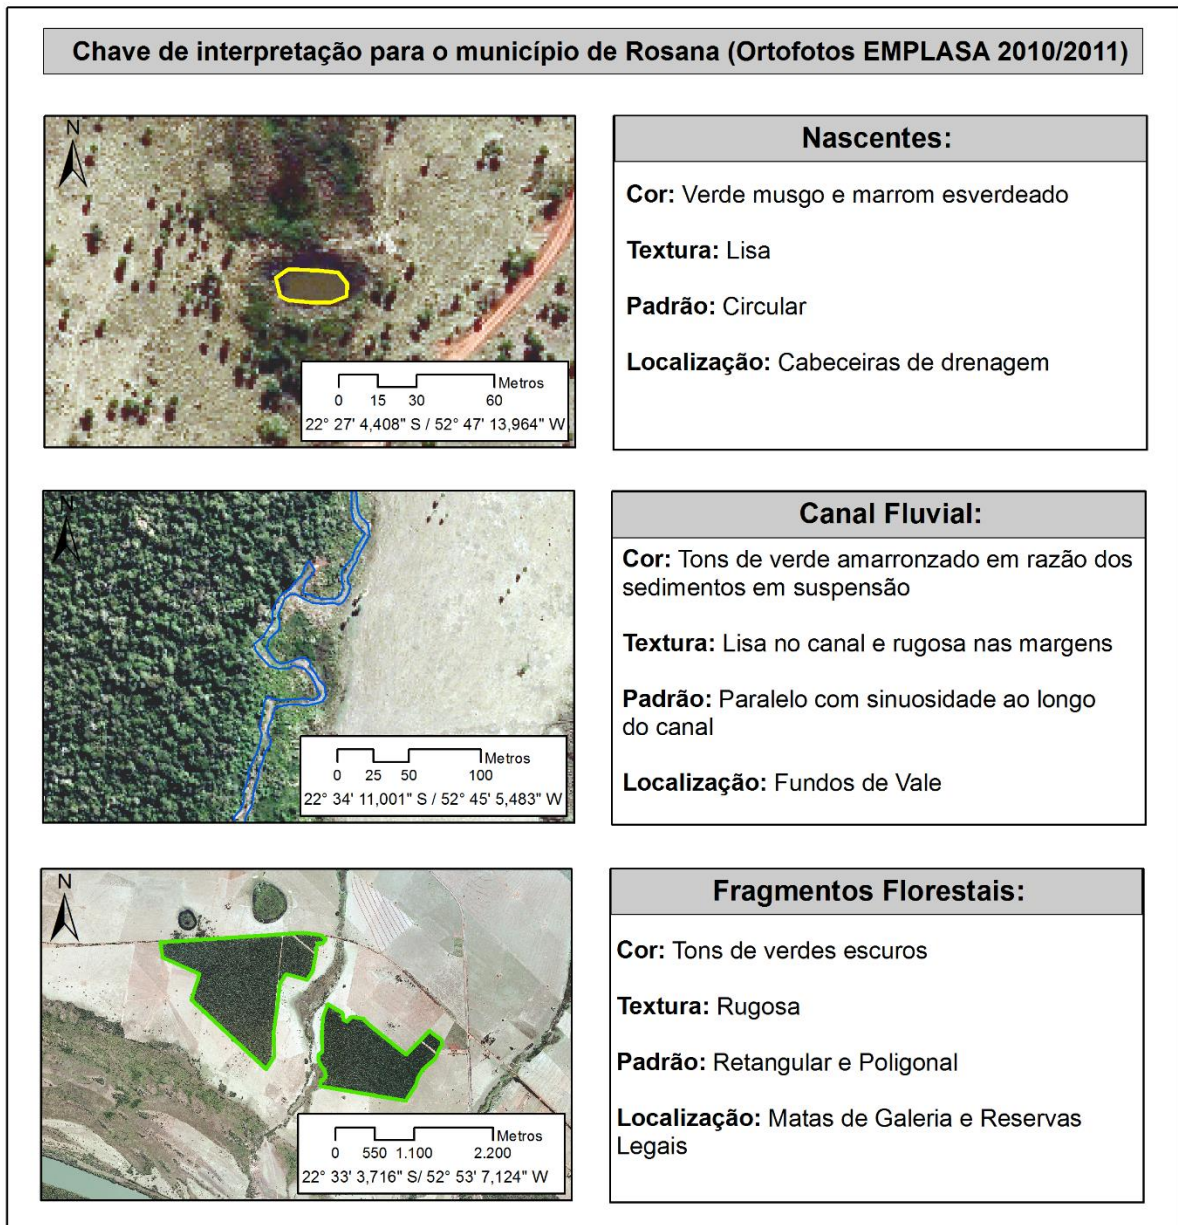 Chave de interpretação para o município de Rosana (Ortofotos EMPLASA 2010/2011)
N
Metros
0 15 30 60
22° 27' 4,408" S / 52° 47' 13,964" W
Nascentes:
Cor: Verde musgo e marrom esverdeado
Textura: Lisa
Padrão: Circular
Localização: Cabeceiras de drenagem
N
Metros
0 25 50 100
22° 34' 11,001" S / 52° 45' 5,483" W
Canal Fluvial:
Cor: Tons de verde amarronzado em razão dos
sedimentos em suspensão
Textura: Lisa no canal e rugosa nas margens
Padrão: Paralelo com sinuosidade ao longo
do canal
Localização: Fundos de Vale
N
Metros
0 550 1.100 2.200
22° 33' 3,716" S/ 52° 53' 7,124" W
Fragmentos Florestais:
Cor: Tons de verdes escuros
Textura: Rugosa
Padrão: Retangular e Poligonal
Localização: Matas de Galeria e Reservas
Legais